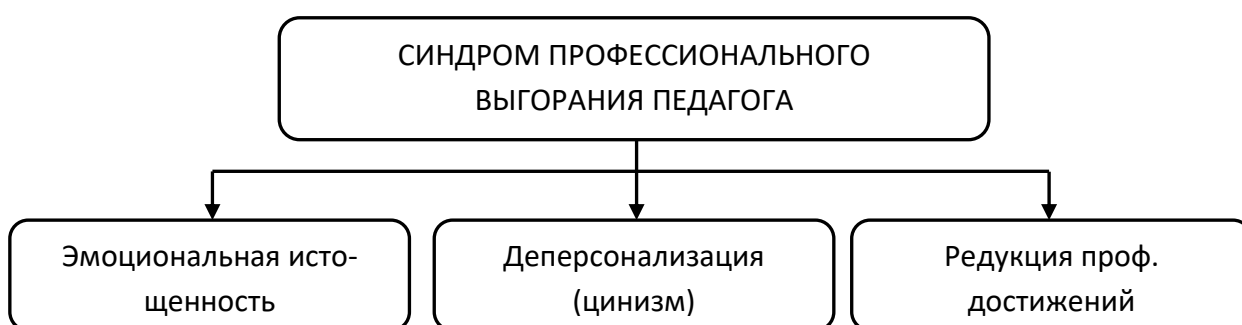 СИНДРОМ ПРОФЕССИОНАЛЬНОГО
ВЫГОРАНИЯ ПЕДАГОГА
Эмоциональная исто-
щенность
Деперсонализация
(цинизм)
Редукция проф.
достижений